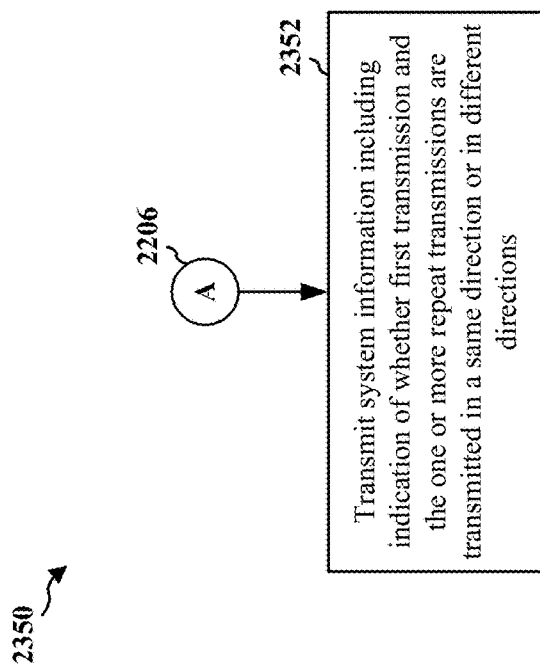 2350
2206
A
2352
Transmit system information including
indication of whether first transmission and
the one or more repeat transmissions are
transmitted in a same direction or in different
directions